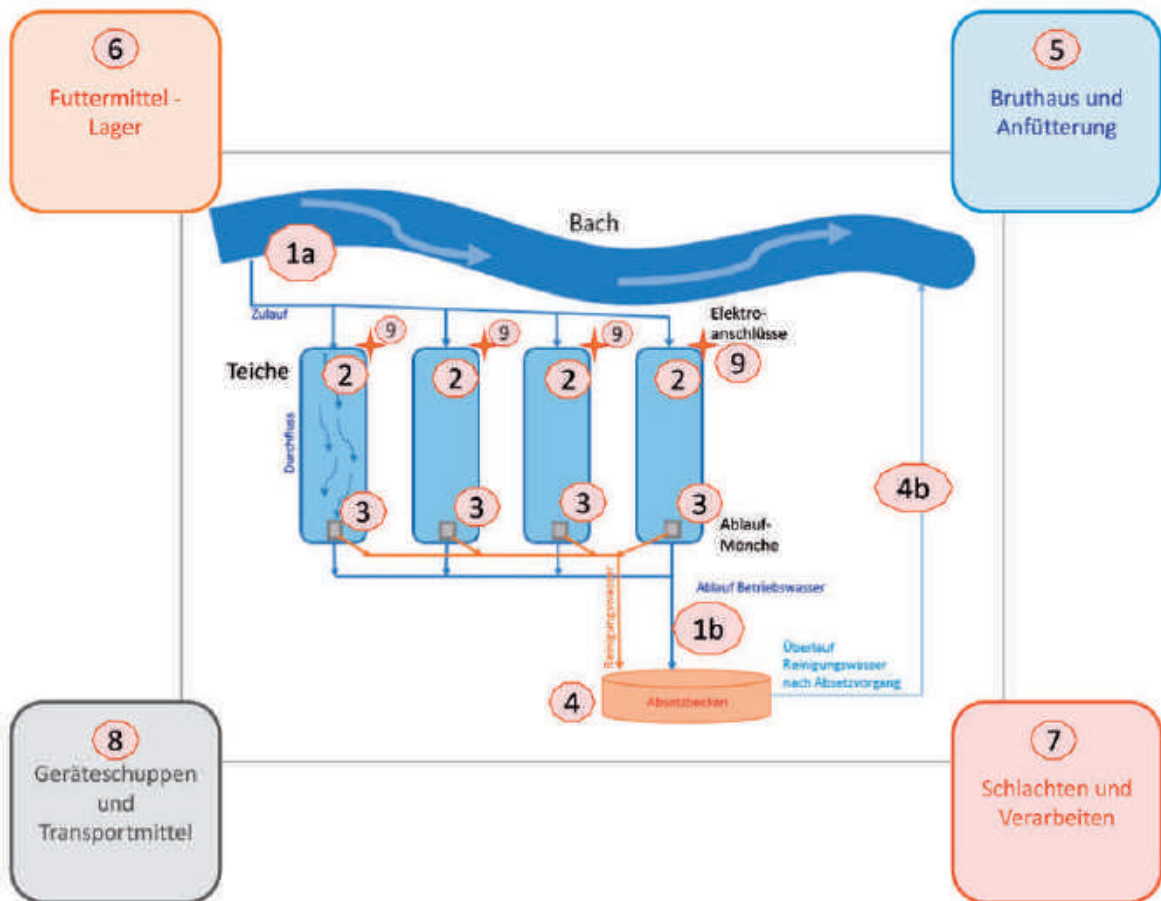 6
Futtermittel -
Lager
5
Bruthaus und
Anfütterung
Bach
1a
Zulauf
Elektro-
anschlüsse
9
9
9
9
Teiche
2
2
2
2
Durchfluss
4b
3
3
3
3
Ablauf-
Mönche
Ablauf Betriebswasser
Reinigungswasser
1b
Überlauf
Reinigungwasser
nach Absetzvorgang
4
Absetzbecken
8
Geräteschuppen
und
Transportmittel
7
Schlachten und
Verarbeiten